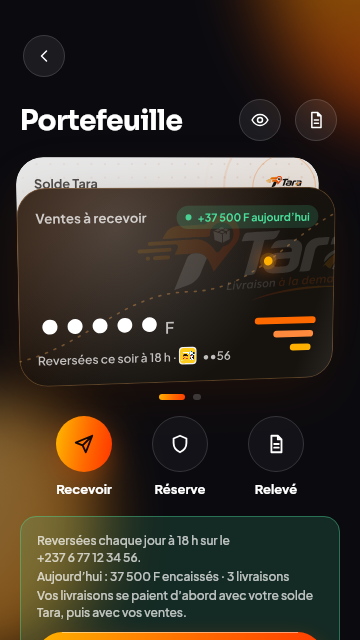 Portefeuille
Solde Tara
Tara
Ventes à recevoir
+37 500 F aujourd'hui
Tara
Livraison à la dema
●●●●● F
Reversées ce soir à 18 h · ●●56
Recevoir
Réserve
Relevé
Reversées chaque jour à 18 h sur le
+237 6 77 12 34 56.
Aujourd'hui : 37 500 F encaissés · 3 livraisons
Vos livraisons se paient d'abord avec votre solde
Tara, puis avec vos ventes.